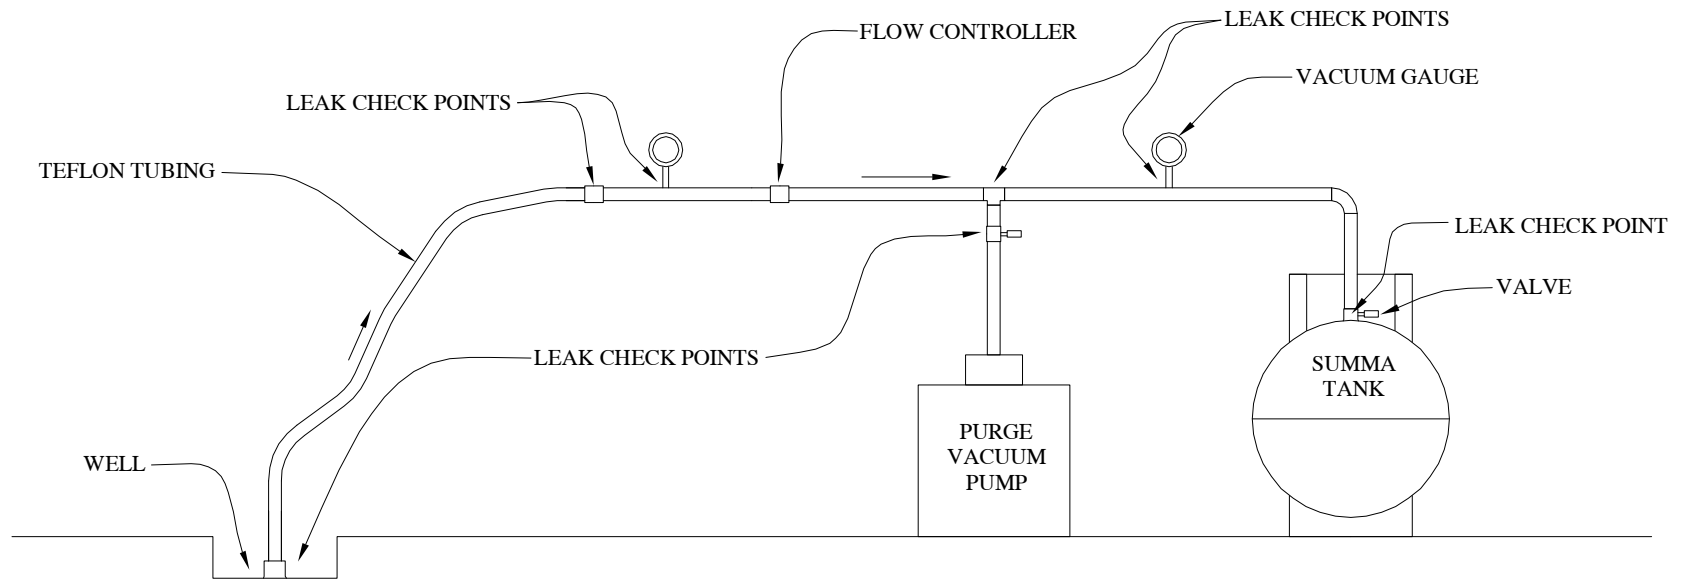 LEAK CHECK POINTS
FLOW CONTROLLER
VACUUM GAUGE
LEAK CHECK POINTS
TEFLON TUBING
LEAK CHECK POINT
VALVE
LEAK CHECK POINTS
SUMMA
TANK
PURGE
VACUUM
PUMP
WELL